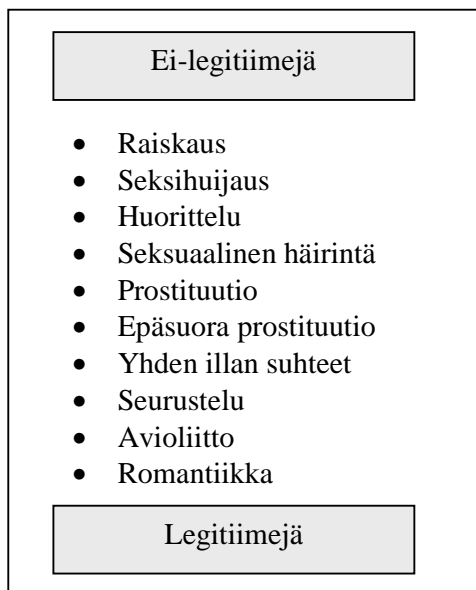 Ei-legitiimejä
• Raiskaus
• Seksihuijaus
• Huorittelu
• Seksuaalinen häirintä
• Prostituutio
• Epäsuora prostituutio
• Yhden illan suhteet
• Seurustelu
• Avioliitto
• Romantiikka
Legitiimejä